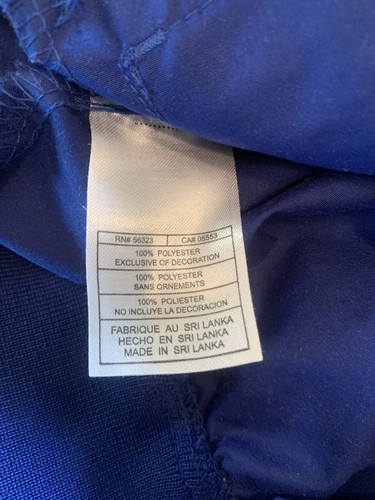 RN# 56323 CA# 05553
100% POLYESTER
EXCLUSIVE OF DECORATION
100% POLYESTER
SANS ORNEMENTS
100% POLIESTER
NO INCLUYE LA DECORACION
FABRIQUE AU SRI LANKA
HECHO EN SRI LANKA
MADE IN SRI LANKA